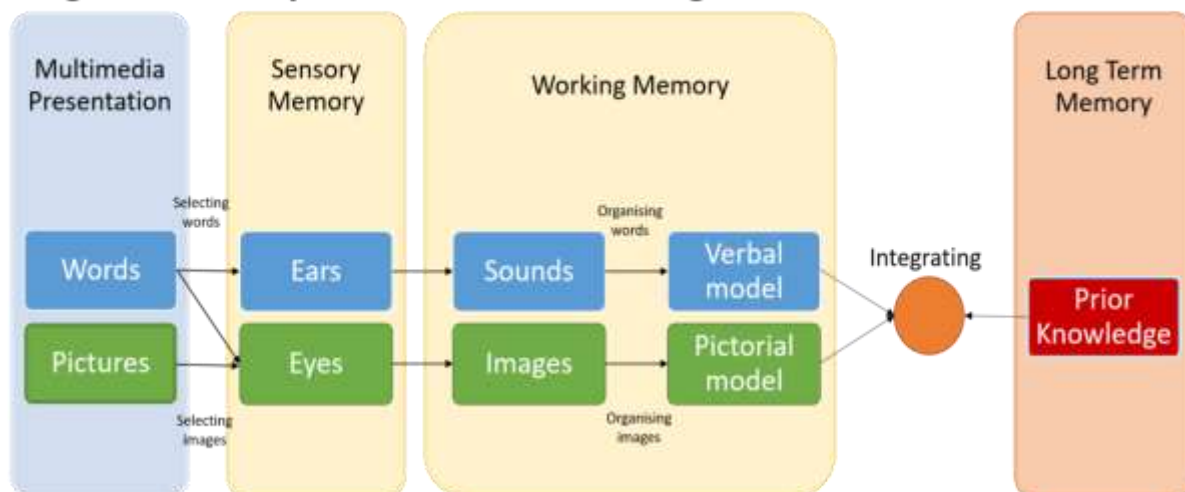 Multimedia
Presentation
Sensory
Memory
Working Memory
Long Term
Memory
Selecting
words
Organising
words
Words
Ears
Sounds
Verbal
model
Integrating
Prior
Knowledge
Pictures
Eyes
Images
Pictorial
model
Selecting
images
Organising
images